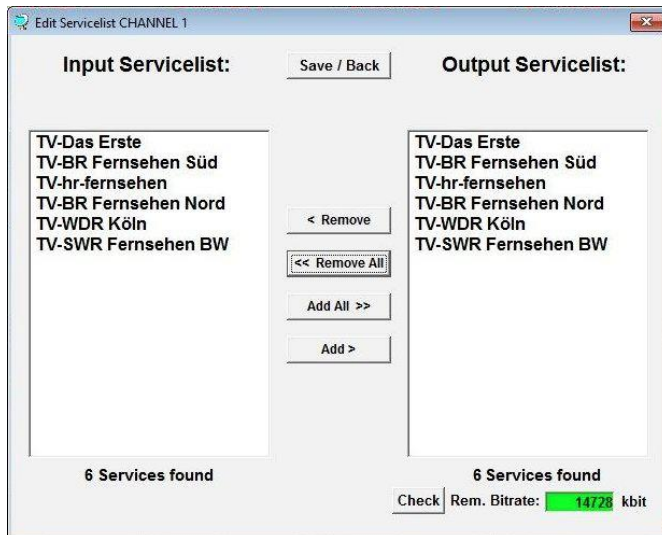 Edit Servicelist CHANNEL 1
Input Servicelist:
Save / Back
Output Servicelist:
TV-Das Erste
TV-BR Fernsehen Süd
TV-hr-fernsehen
TV-BR Fernsehen Nord
TV-WDR Köln
TV-SWR Fernsehen BW
< Remove
<< Remove All
Add All >>
Add >
TV-Das Erste
TV-BR Fernsehen Süd
TV-hr-fernsehen
TV-BR Fernsehen Nord
TV-WDR Köln
TV-SWR Fernsehen BW
6 Services found
6 Services found
Check Rem. Bitrate: 14728 kbit